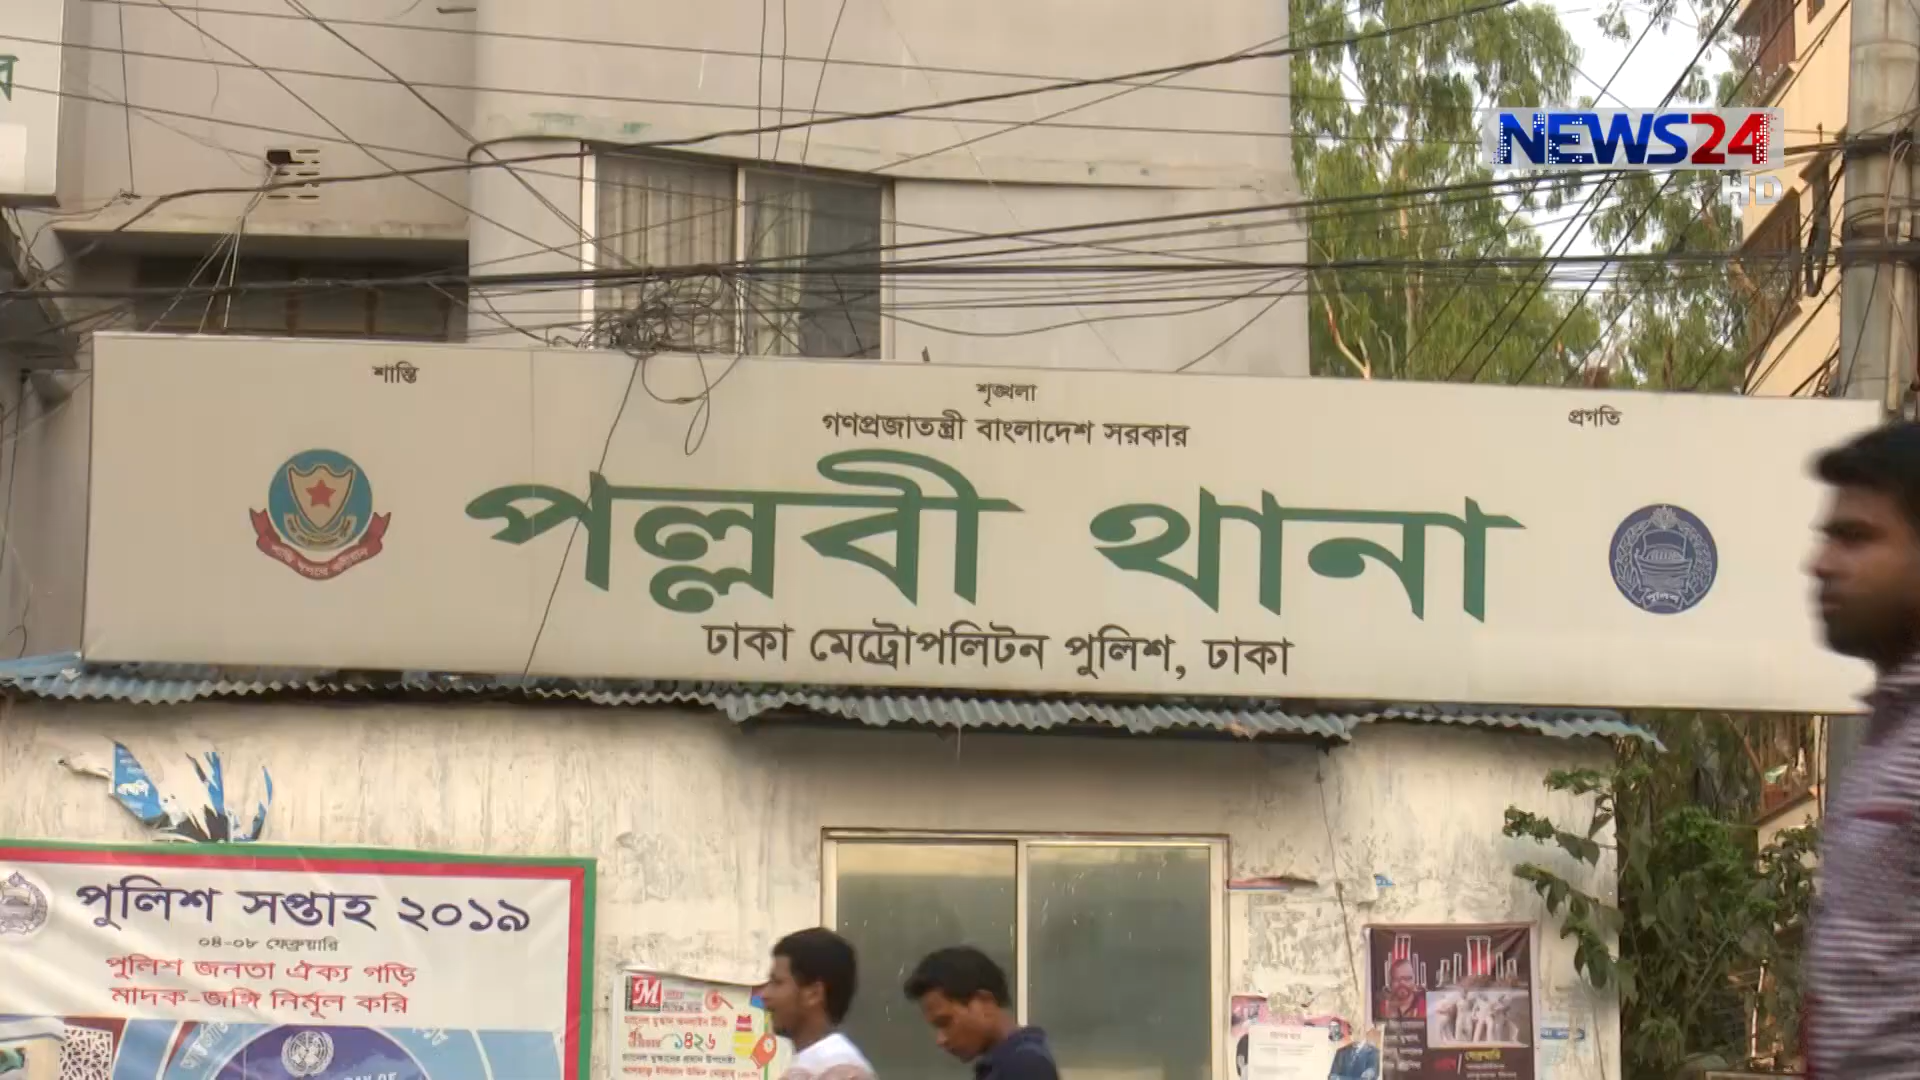 NEWS24
HD
শান্তি
শৃঙ্খলা
প্রগতি
গণপ্রজাতন্ত্রী বাংলাদেশ সরকার
পল্লবী থানা
ঢাকা মেট্রোপলিটন পুলিশ, ঢাকা
পুলিশ
পুলিশ সপ্তাহ ২০১৯
০৪-০৮ ফেব্রুয়ারি
পুলিশ জনতা ঐক্য গড়ি
মাদক-জঙ্গি নির্মূল করি
M
১৪২৬